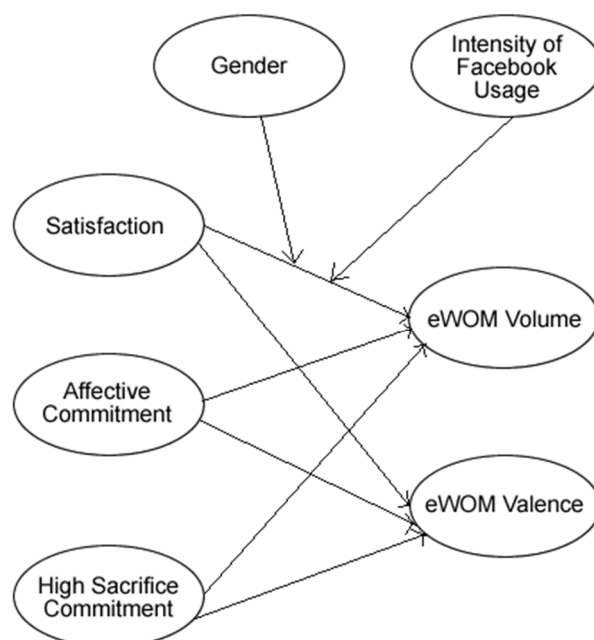 Gender
Intensity of
Facebook
Usage
Satisfaction
eWOM Volume
Affective
Commitment
eWOM Valence
High Sacrifice
Commitment